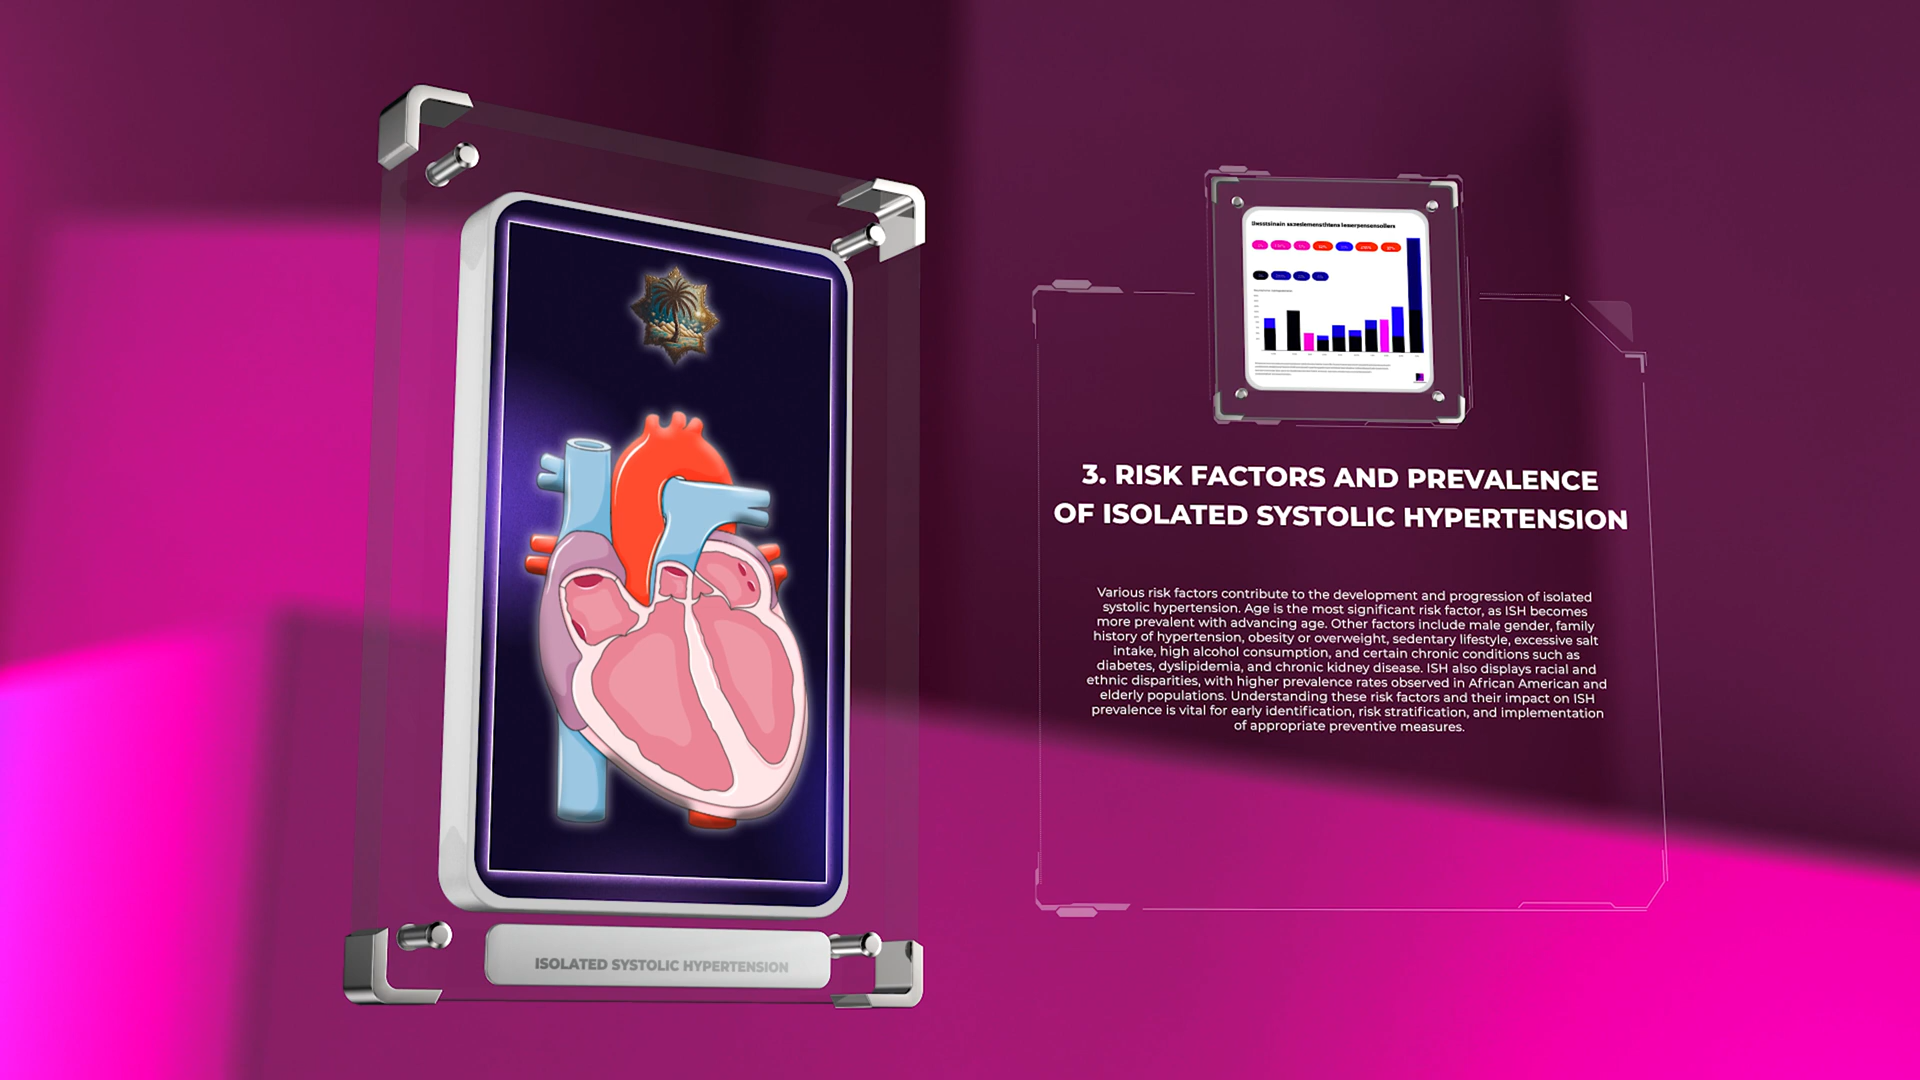 ISOLATED SYSTOLIC HYPERTENSION
3. RISK FACTORS AND PREVALENCE
OF ISOLATED SYSTOLIC HYPERTENSION
Various risk factors contribute to the development and progression of isolated
systolic hypertension. Age is the most significant risk factor, as ISH becomes
more prevalent with advancing age. Other factors include male gender, family
history of hypertension, obesity or overweight, sedentary lifestyle, excessive salt
intake, high alcohol consumption, and certain chronic conditions such as
diabetes, dyslipidemia, and chronic kidney disease. ISH also displays racial and
ethnic disparities, with higher prevalence rates observed in African American and
elderly populations. Understanding these risk factors and their impact on ISH
prevalence is vital for early identification, risk stratification, and implementation
of appropriate preventive measures.